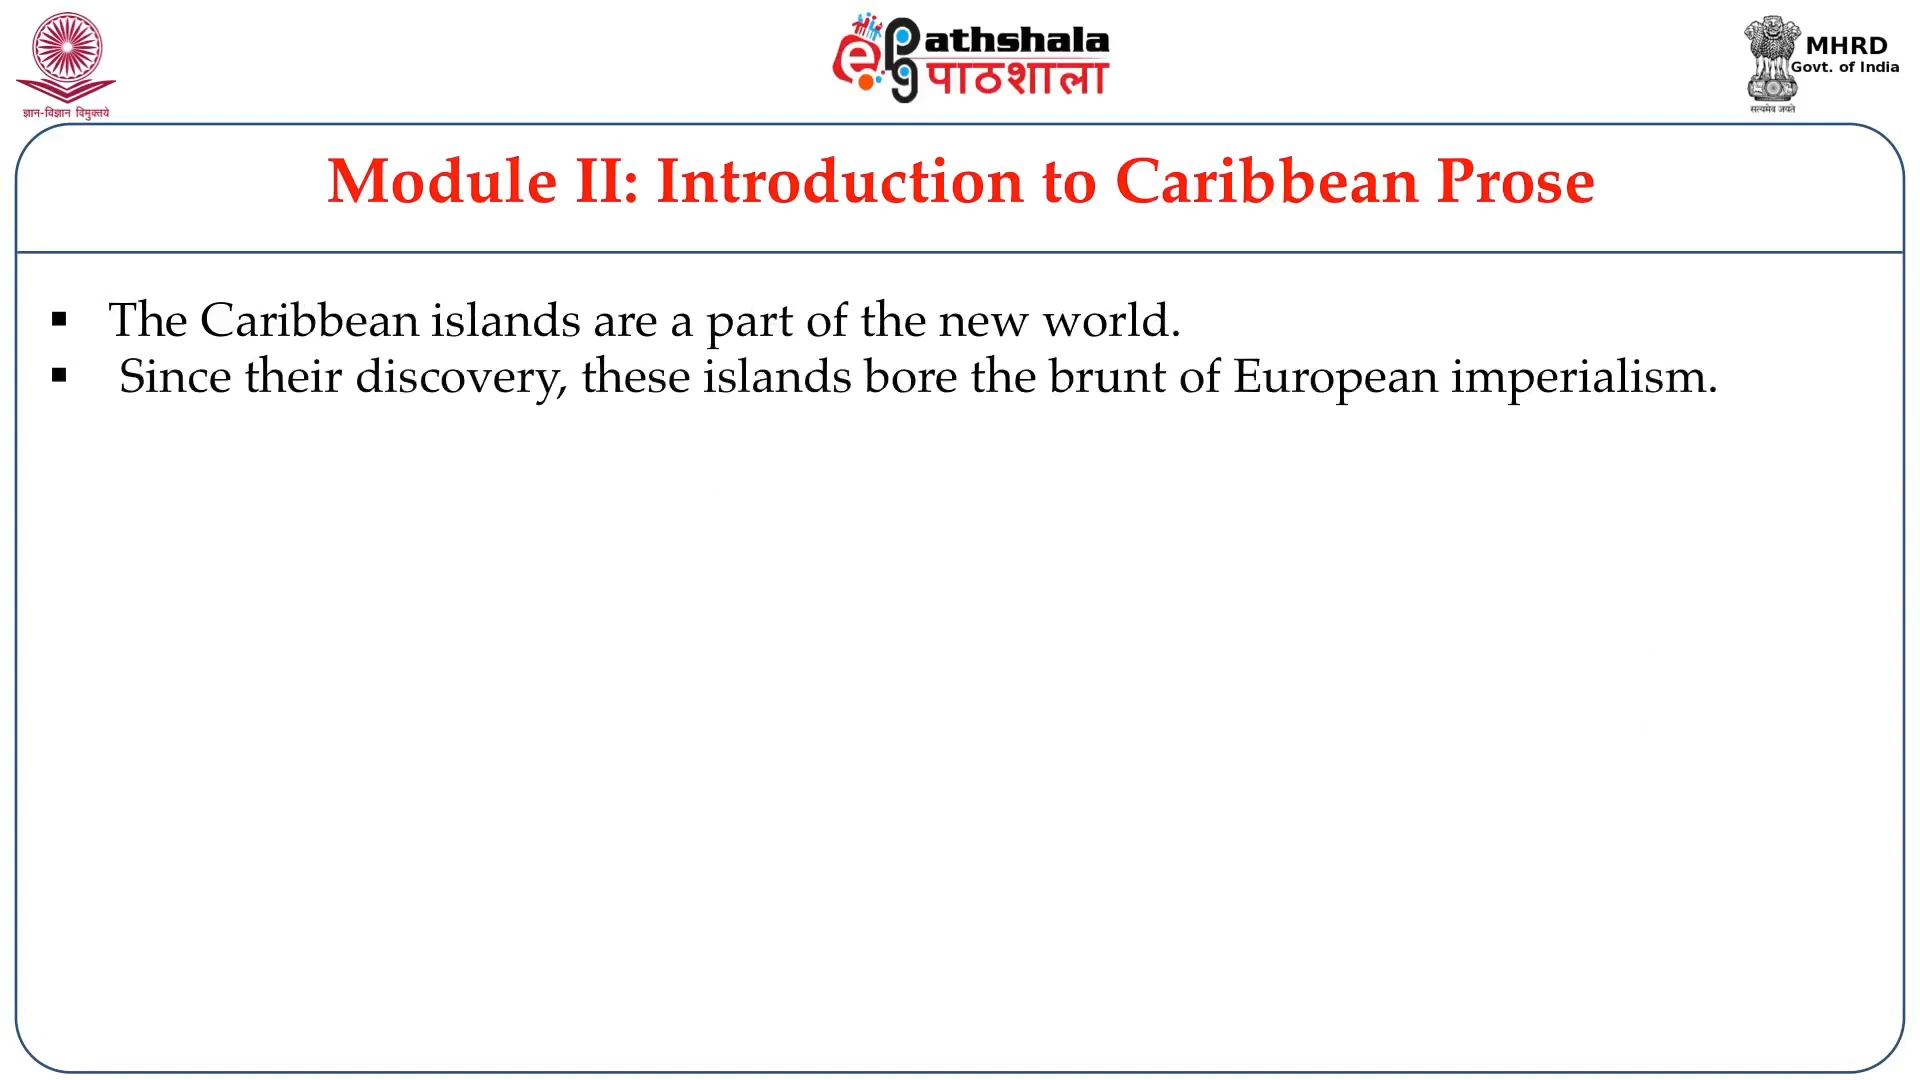 ज्ञान-विज्ञान विमुक्तये
ePG athshala
पाठशाला
MHRD
Govt. of India
सत्यमेव जयते
Module II: Introduction to Caribbean Prose
▪ The Caribbean islands are a part of the new world.
▪ Since their discovery, these islands bore the brunt of European imperialism.